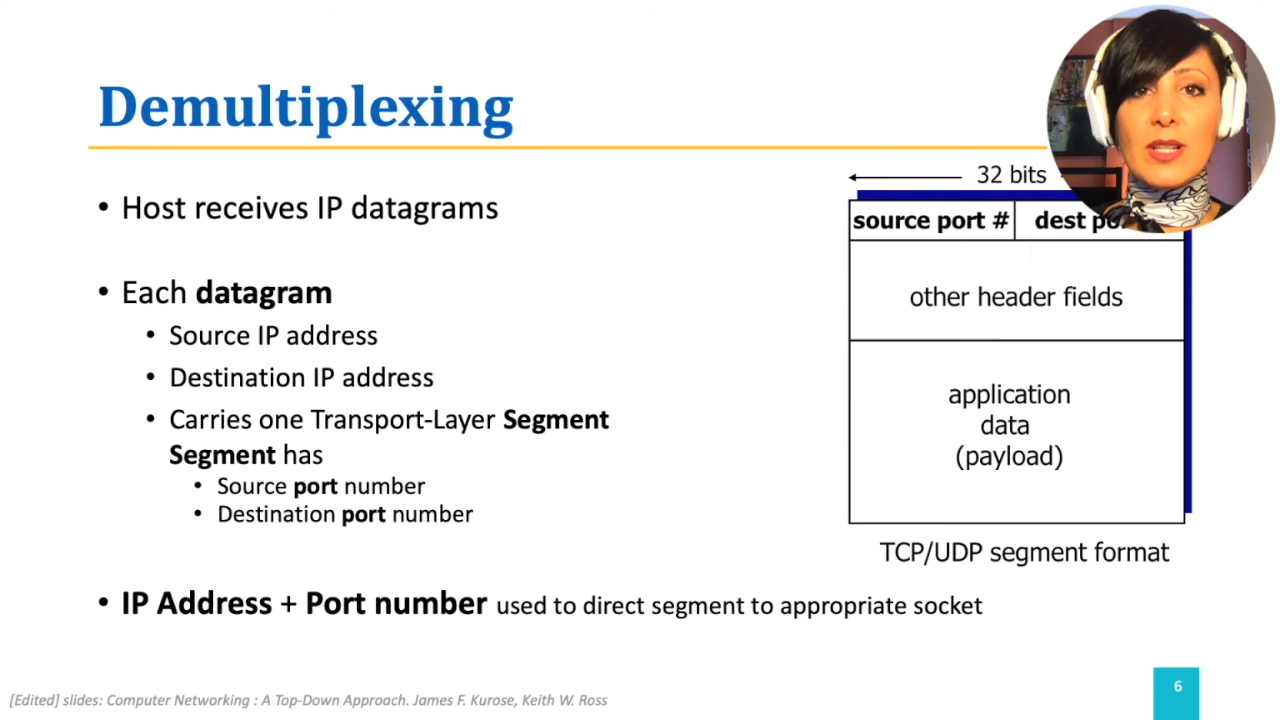 Demultiplexing
• Host receives IP datagrams
• Each datagram
• Source IP address
• Destination IP address
• Carries one Transport-Layer Segment
Segment has
• Source port number
• Destination port number
• IP Address + Port number used to direct segment to appropriate socket
32 bits
source port # dest
other header fields
application
data
(payload)
TCP/UDP segment format
[Edited] slides: Computer Networking : A Top-Down Approach. James F. Kurose, Keith W. Ross
6